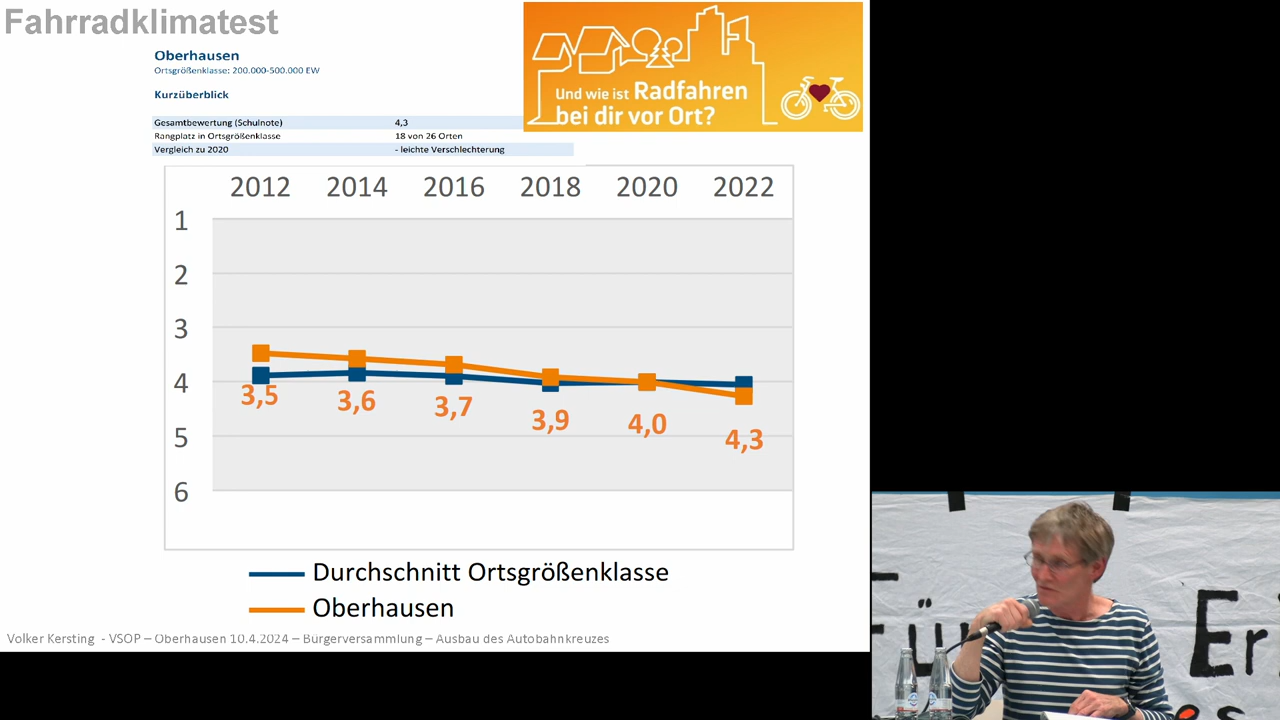 Fahrradklimatest
Oberhausen
Ortsgrößenklasse: 200.000-500.000 EW
Kurzüberblick
Gesamtbewertung (Schulnote) 4,3
Rangplatz in Ortsgrößenklasse 18 von 26 Orten
Vergleich zu 2020 - leichte Verschlechterung
Und wie ist Radfahren
bei dir vor Ort?
2012 2014 2016 2018 2020 2022
1
2
3
4
5
6
3,5 3,6 3,7 3,9 4,0 4,3
Durchschnitt Ortsgrößenklasse
Oberhausen
Volker Kersting - VSOP – Oberhausen 10.4.2024 – Bürgerversammlung – Ausbau des Autobahnkreuzes